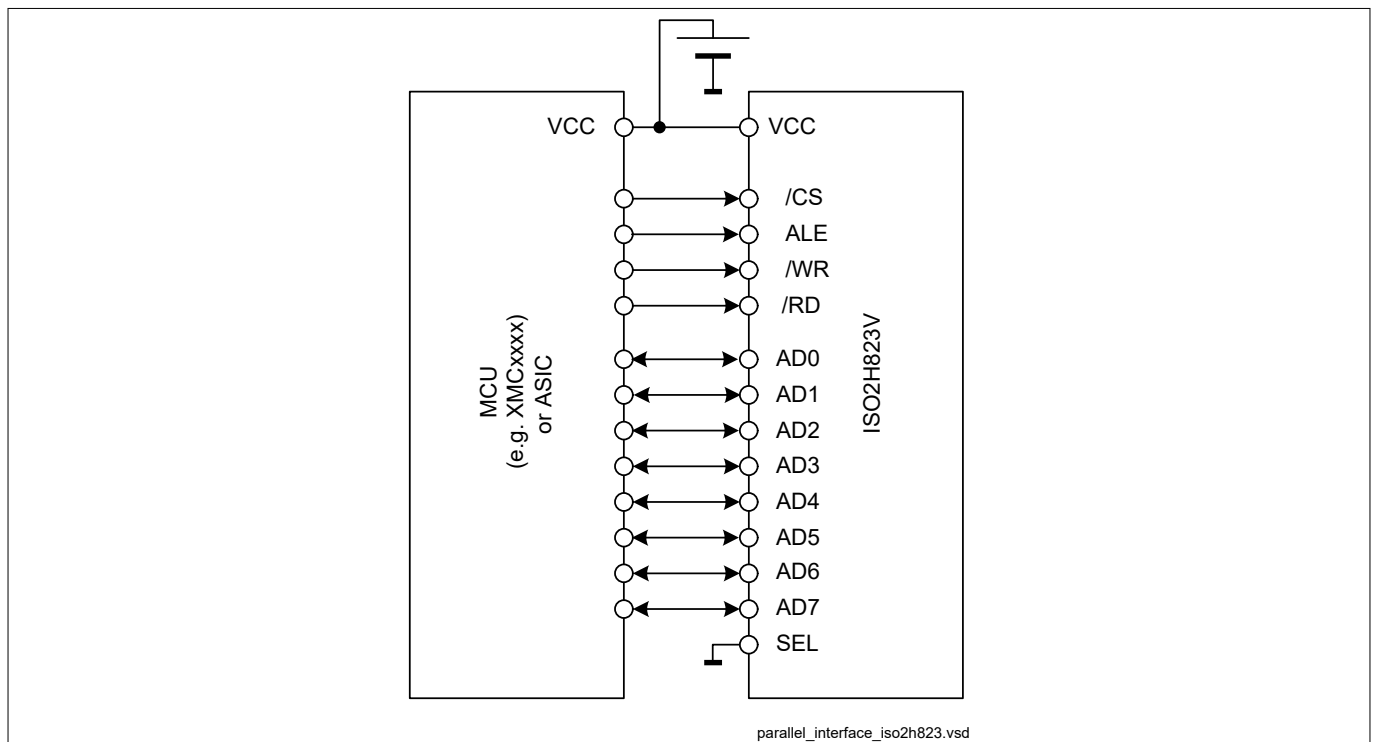 VCC
VCC
/CS
ALE
/WR
/RD
MCU
(e.g. XMCxxxx)
or ASIC
ISO2H823V
AD0
AD1
AD2
AD3
AD4
AD5
AD6
AD7
SEL
parallel_interface_iso2h823.vsd